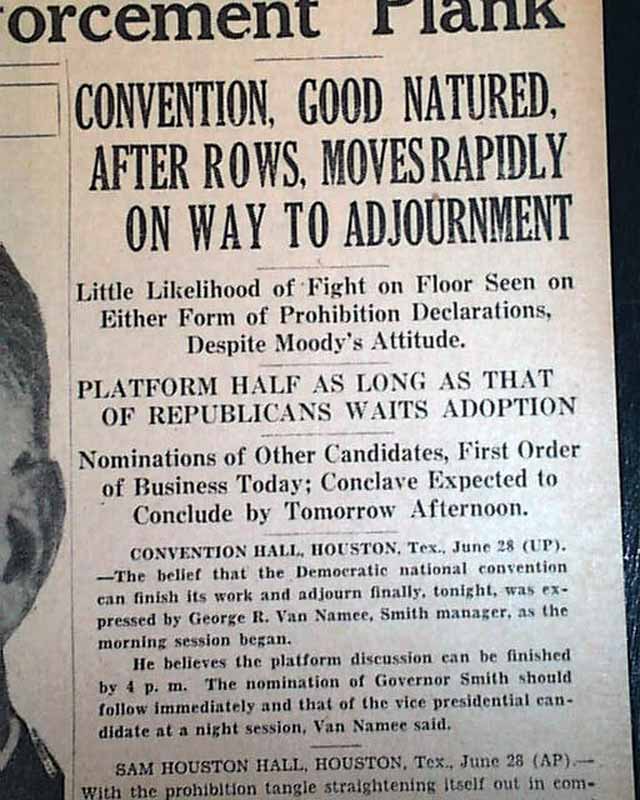 orcement Plank
CONVENTION, GOOD NATURED,
AFTER ROWS, MOVES RAPIDLY
ON WAY TO ADJOURNMENT
Little Likelihood of Fight on Floor Seen on
Either Form of Prohibition Declarations,
Despite Moody's Attitude.
PLATFORM HALF AS LONG AS THAT
OF REPUBLICANS WAITS ADOPTION
Nominations of Other Candidates, First Order
of Business Today; Conclave Expected to
Conclude by Tomorrow Afternoon.
CONVENTION HALL, HOUSTON, Tex., June 28 (UP).
—The belief that the Democratic national convention
can finish its work and adjourn finally, tonight, was ex-
pressed by George R. Van Namee, Smith manager, as the
morning session began.
He believes the platform discussion can be finished
by 4 p. m. The nomination of Governor Smith should
follow immediately and that of the vice presidential can-
didate at a night session, Van Namee said.
SAM HOUSTON HALL, HOUSTON, Tex., June 28 (AP).—
With the prohibition tangle straightening itself out in com-